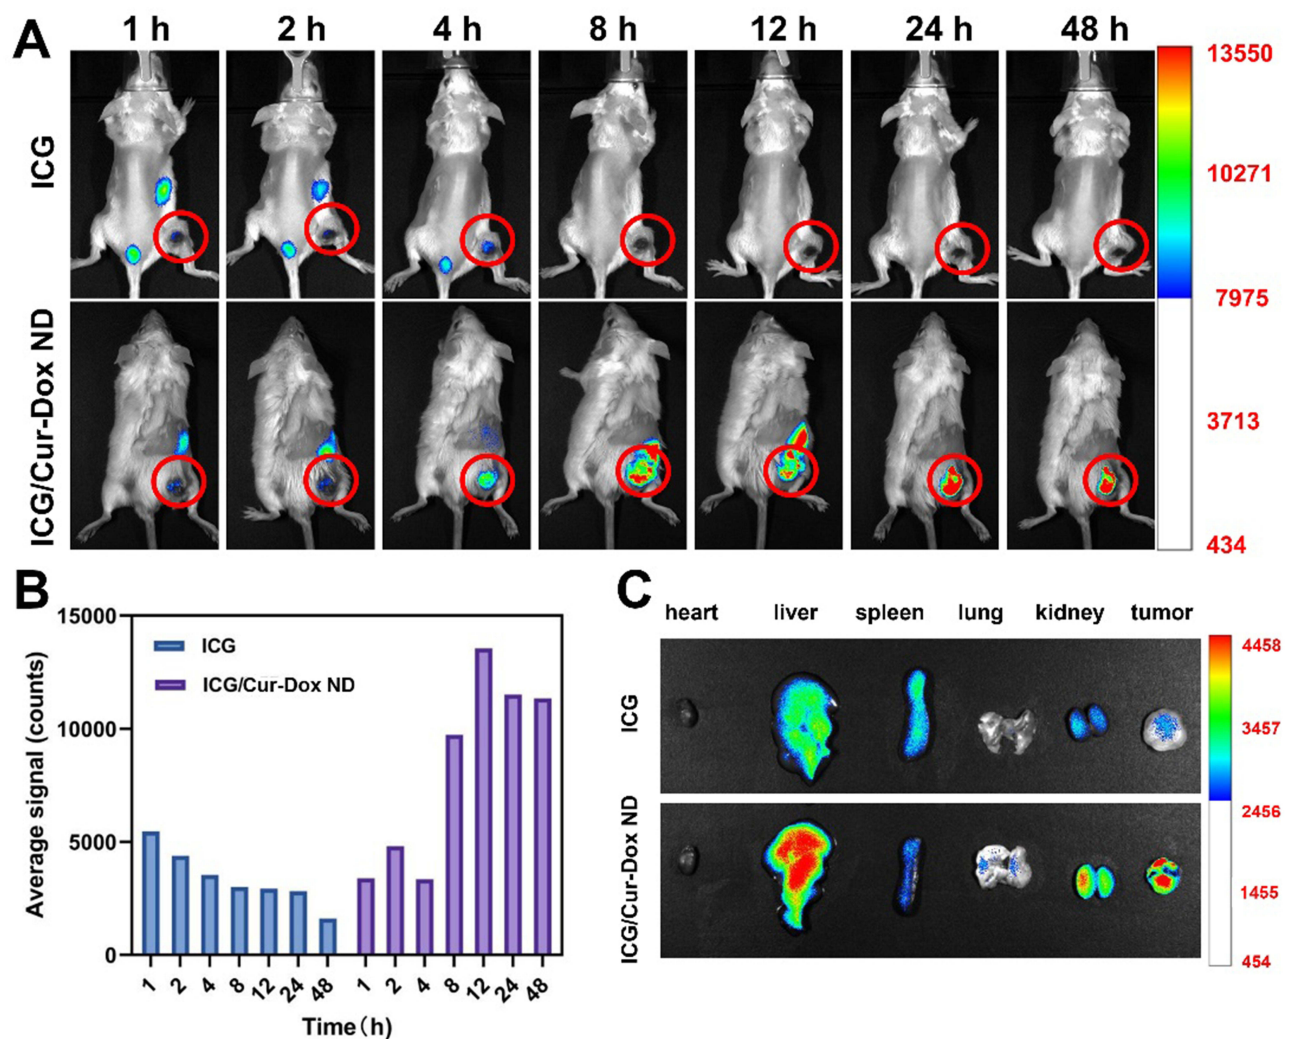 A
1 h 2 h 4 h 8 h 12 h 24 h 48 h
ICG
ICG/Cur-Dox ND
13550
10271
7975
3713
434
B
15000
10000
5000
0
Average signal (counts)
ICG
ICG/Cur-Dox ND
1 2 4 8 12 24 48 1 2 4 8 12 24 48
Time(h)
C
heart liver spleen lung kidney tumor
ICG
ICG/Cur-Dox ND
4458
3457
2456
1455
454